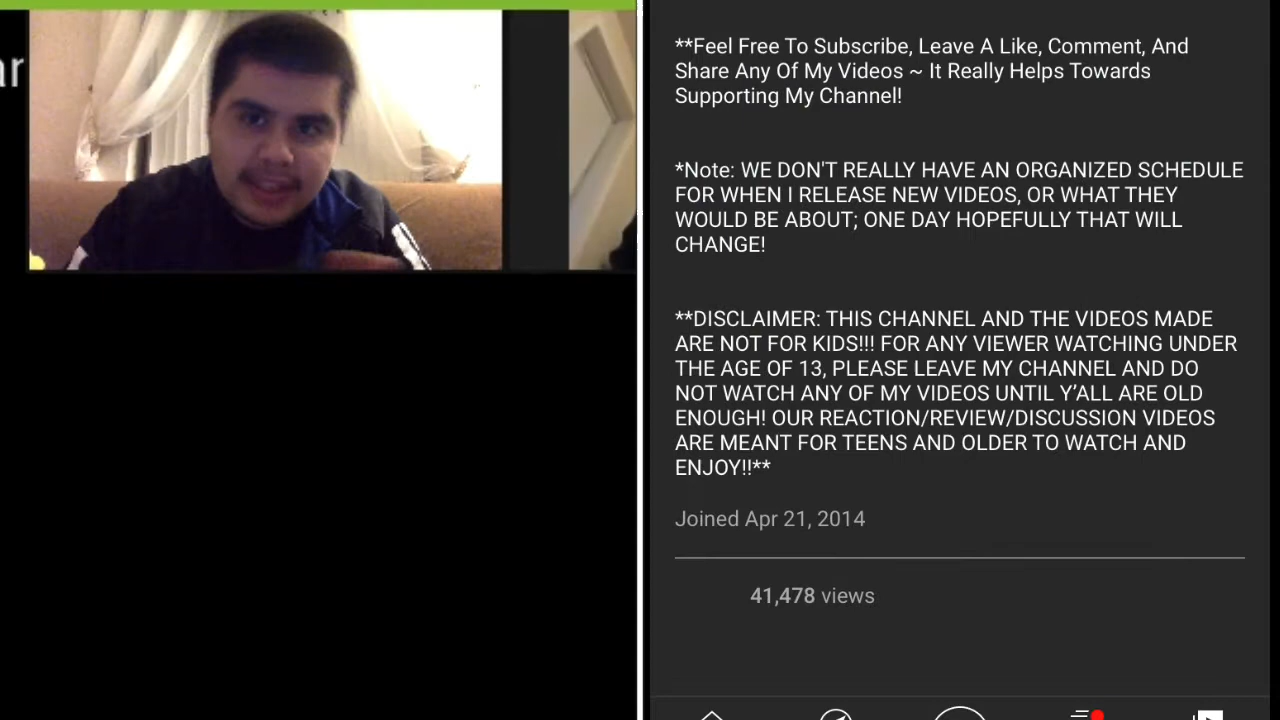 ar
**Feel Free To Subscribe, Leave A Like, Comment, And
Share Any Of My Videos ~ It Really Helps Towards
Supporting My Channel!
*Note: WE DON'T REALLY HAVE AN ORGANIZED SCHEDULE
FOR WHEN I RELEASE NEW VIDEOS, OR WHAT THEY
WOULD BE ABOUT; ONE DAY HOPEFULLY THAT WILL
CHANGE!
**DISCLAIMER: THIS CHANNEL AND THE VIDEOS MADE
ARE NOT FOR KIDS!!! FOR ANY VIEWER WATCHING UNDER
THE AGE OF 13, PLEASE LEAVE MY CHANNEL AND DO
NOT WATCH ANY OF MY VIDEOS UNTIL Y’ALL ARE OLD
ENOUGH! OUR REACTION/REVIEW/DISCUSSION VIDEOS
ARE MEANT FOR TEENS AND OLDER TO WATCH AND
ENJOY!!**
Joined Apr 21, 2014
41,478 views